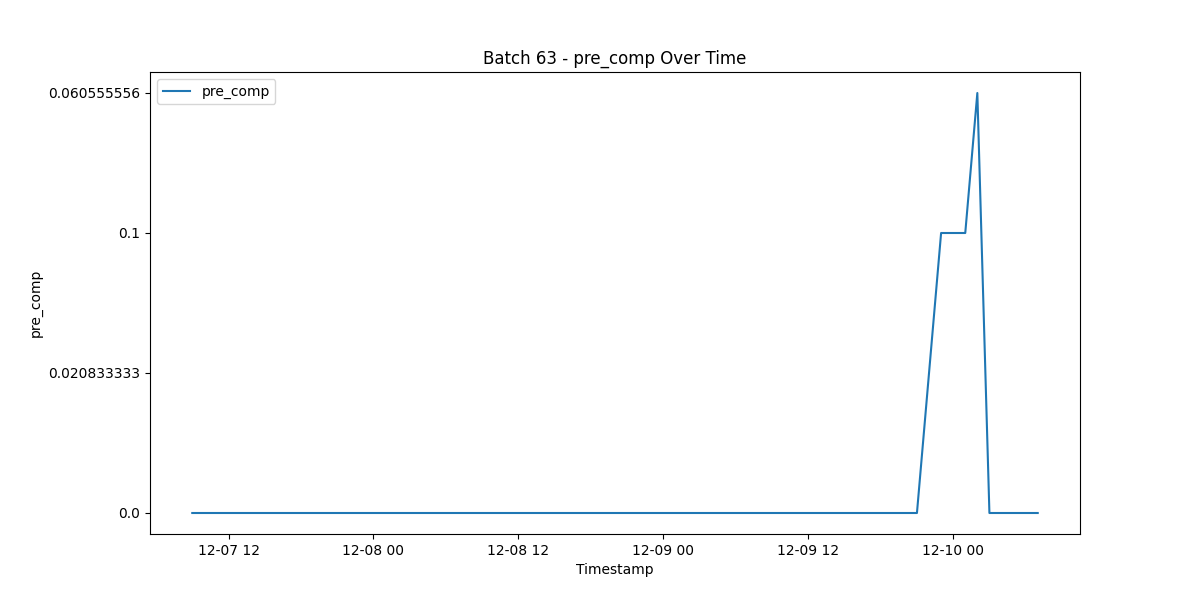 Batch 63 - pre_comp Over Time
pre_comp
0.060555556
0.1
0.020833333
0.0
pre_comp
12-07 12
12-08 00
12-08 12
12-09 00
12-09 12
12-10 00
Timestamp